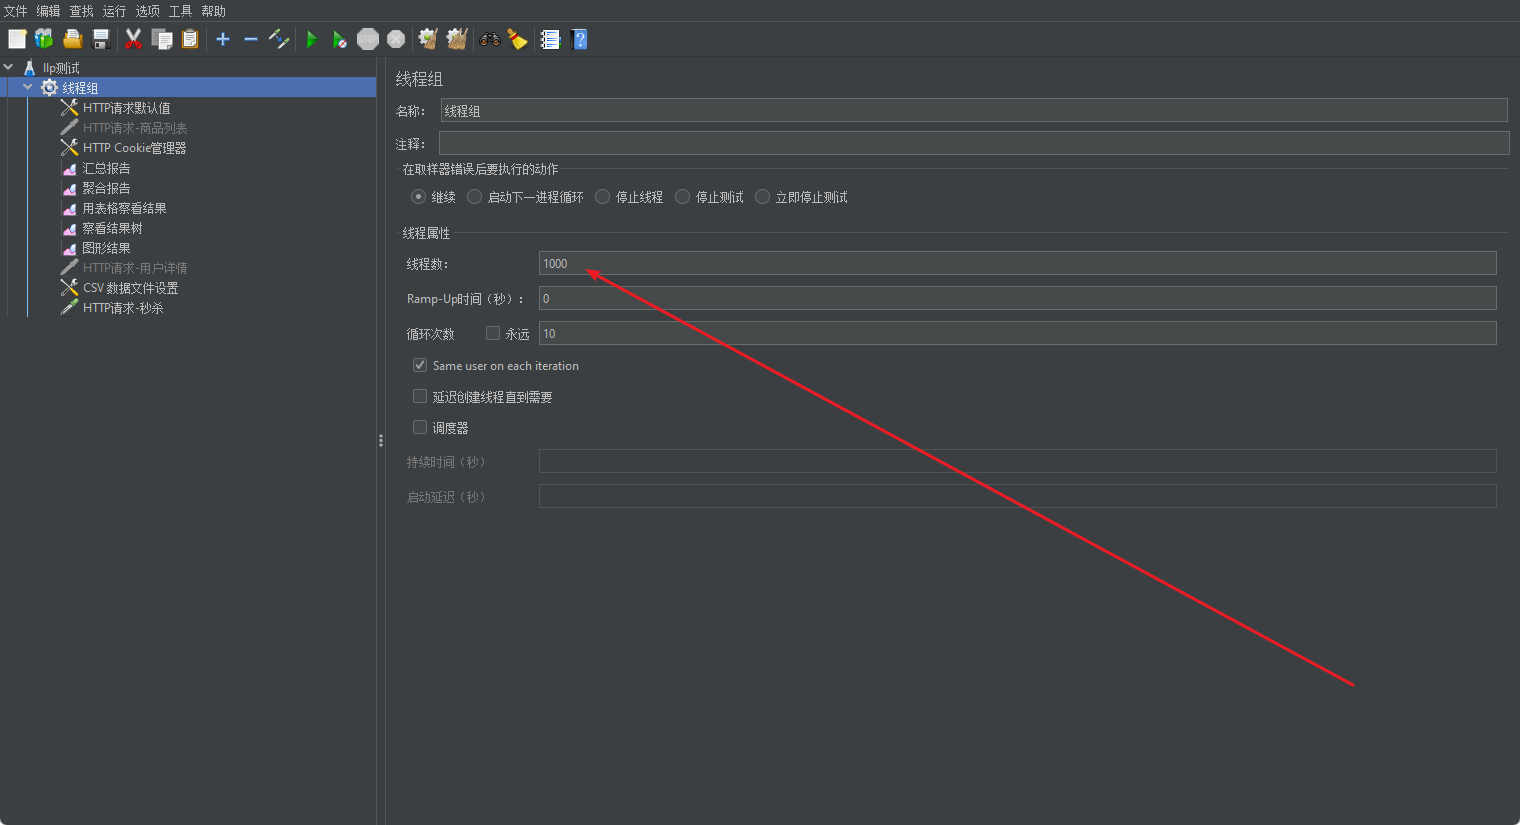 文件 编辑 查找 运行 选项 工具 帮助
llp测试
线程组
HTTP请求默认值
HTTP请求-商品列表
HTTP Cookie管理器
汇总报告
聚合报告
用表格察看结果
察看结果树
图形结果
HTTP请求-用户详情
CSV 数据文件设置
HTTP请求-秒杀
线程组
名称： 线程组
注释：
在取样器错误后要执行的动作
继续 启动下一进程循环 停止线程 停止测试 立即停止测试
线程属性
线程数： 1000
Ramp-Up时间（秒）： 0
循环次数 永远 10
Same user on each iteration
延迟创建线程直到需要
调度器
持续时间（秒）
启动延迟（秒）